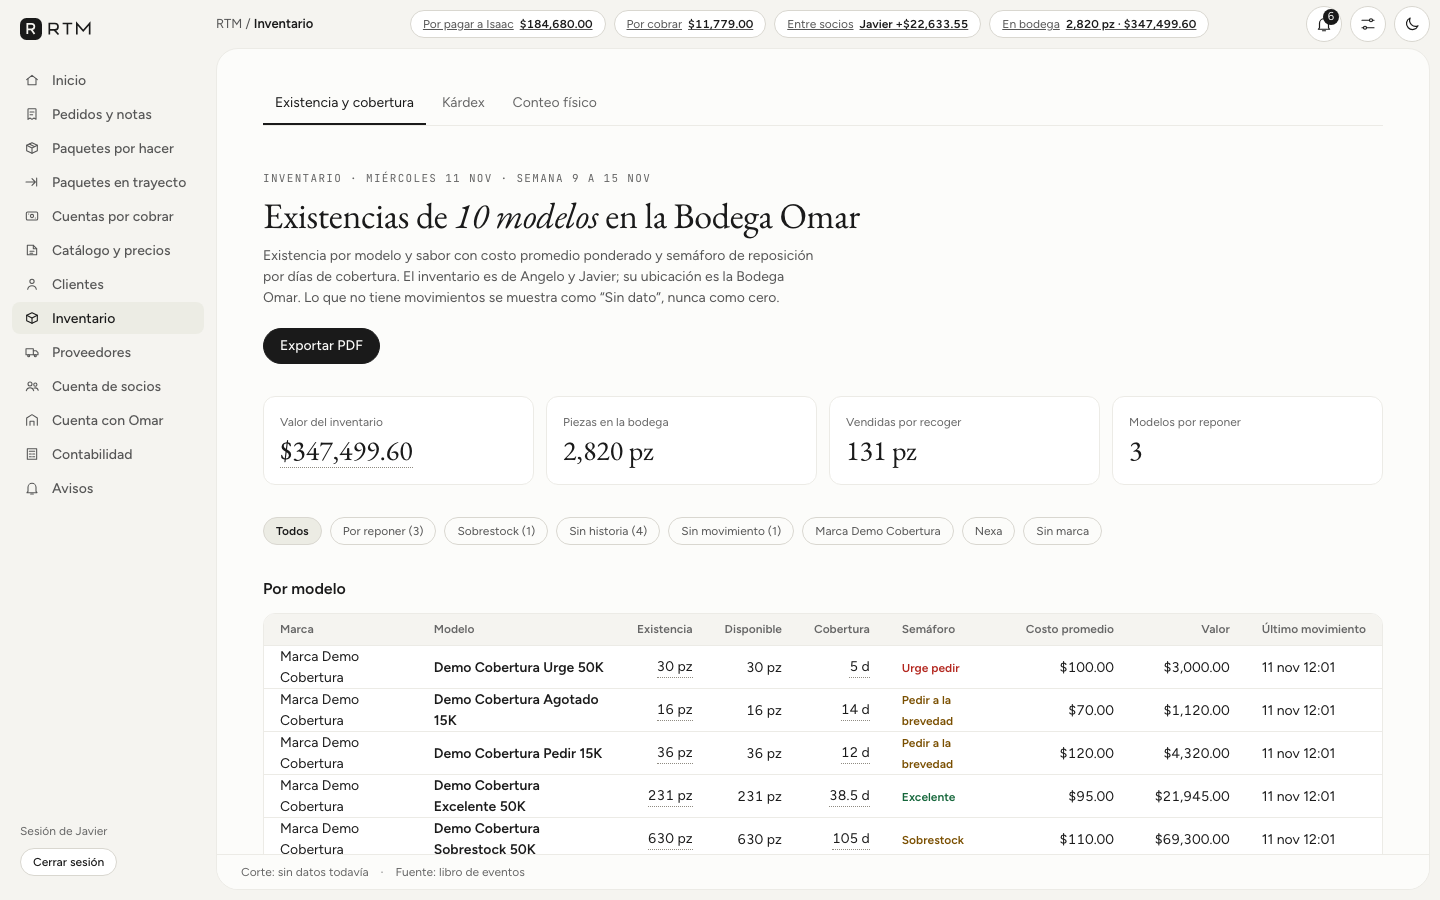 R RTM
RTM / Inventario
Por pagar a Isaac $184,680.00
Por cobrar $11,779.00
Entre socios Javier +$22,633.55
En bodega 2,820 pz · $347,499.60
6
Inicio
Pedidos y notas
Paquetes por hacer
Paquetes en trayecto
Cuentas por cobrar
Catálogo y precios
Clientes
Inventario
Proveedores
Cuenta de socios
Cuenta con Omar
Contabilidad
Avisos
Sesión de Javier
Cerrar sesión
Existencia y cobertura Kárdex Conteo físico
INVENTARIO · MIÉRCOLES 11 NOV · SEMANA 9 A 15 NOV
Existencias de 10 modelos en la Bodega Omar
Existencia por modelo y sabor con costo promedio ponderado y semáforo de reposición
por días de cobertura. El inventario es de Angelo y Javier; su ubicación es la Bodega
Omar. Lo que no tiene movimientos se muestra como “Sin dato”, nunca como cero.
Exportar PDF
Valor del inventario
$347,499.60
Piezas en la bodega
2,820 pz
Vendidas por recoger
131 pz
Modelos por reponer
3
Todos Por reponer (3) Sobrestock (1) Sin historia (4) Sin movimiento (1) Marca Demo Cobertura Nexa Sin marca
Por modelo
Marca Modelo Existencia Disponible Cobertura Semáforo Costo promedio Valor Último movimiento
Marca Demo
Cobertura
Demo Cobertura Urge 50K 30 pz 30 pz 5 d Urge pedir $100.00 $3,000.00 11 nov 12:01
Marca Demo
Cobertura
Demo Cobertura Agotado
15K
16 pz 16 pz 14 d
Pedir a la
brevedad
$70.00 $1,120.00 11 nov 12:01
Marca Demo
Cobertura
Demo Cobertura Pedir 15K 36 pz 36 pz 12 d
Pedir a la
brevedad
$120.00 $4,320.00 11 nov 12:01
Marca Demo
Cobertura
Demo Cobertura
Excelente 50K
231 pz 231 pz 38.5 d Excelente $95.00 $21,945.00 11 nov 12:01
Marca Demo
Cobertura
Demo Cobertura
Sobrestock 50K
630 pz 630 pz 105 d Sobrestock $110.00 $69,300.00 11 nov 12:01
Corte: sin datos todavía · Fuente: libro de eventos